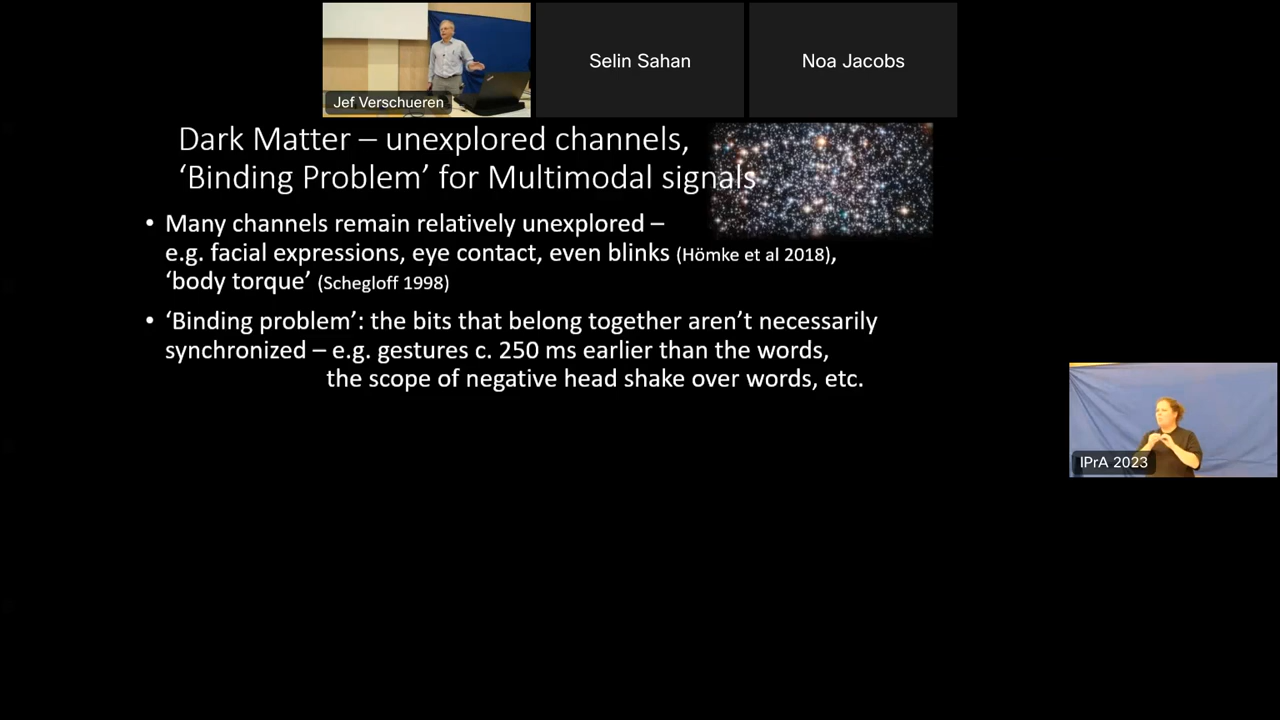 Jef Verschueren
Selin Sahan
Noa Jacobs
Dark Matter – unexplored channels,
‘Binding Problem’ for Multimodal signals
• Many channels remain relatively unexplored –
e.g. facial expressions, eye contact, even blinks (Hömke et al 2018),
‘body torque’ (Schegloff 1998)
• ‘Binding problem’: the bits that belong together aren’t necessarily
synchronized – e.g. gestures c. 250 ms earlier than the words,
the scope of negative head shake over words, etc.
IPrA 2023